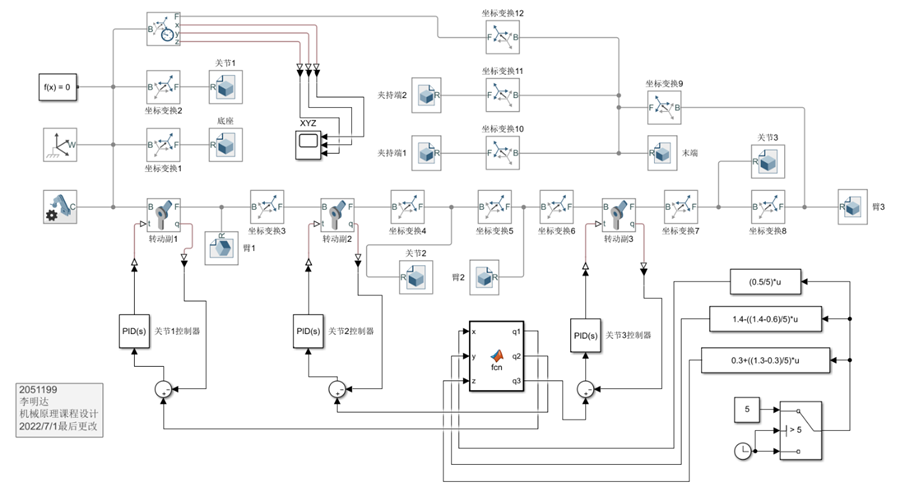 坐标变换12
B
F
x
y
z
F
B
关节1
坐标变换11
f(x) = 0
B
F
R
夹持端2
R
F
B
坐标变换9
坐标变换2
XYZ
F
B
底座
坐标变换10
关节3
W
B
F
R
夹持端1
R
F
B
R
末端
R
坐标变换1
C
B
F
t
q
转动副1
B
F
坐标变换3
B
F
t
q
转动副2
B
F
坐标变换4
B
F
坐标变换5
B
F
坐标变换6
B
F
t
q
转动副3
B
F
坐标变换7
B
F
坐标变换8
R
臂3
R
臂1
关节2
R
臂2
R
(0.5/5)*u
1.4-((1.4-0.6)/5)*u
0.3+((1.3-0.3)/5)*u
PID(s)
关节1控制器
PID(s)
关节2控制器
x
y
z
fcn
q1
q2
q3
PID(s)
关节3控制器
2051199
李明达
机械原理课程设计
2022/7/1最后更改
5
> 5